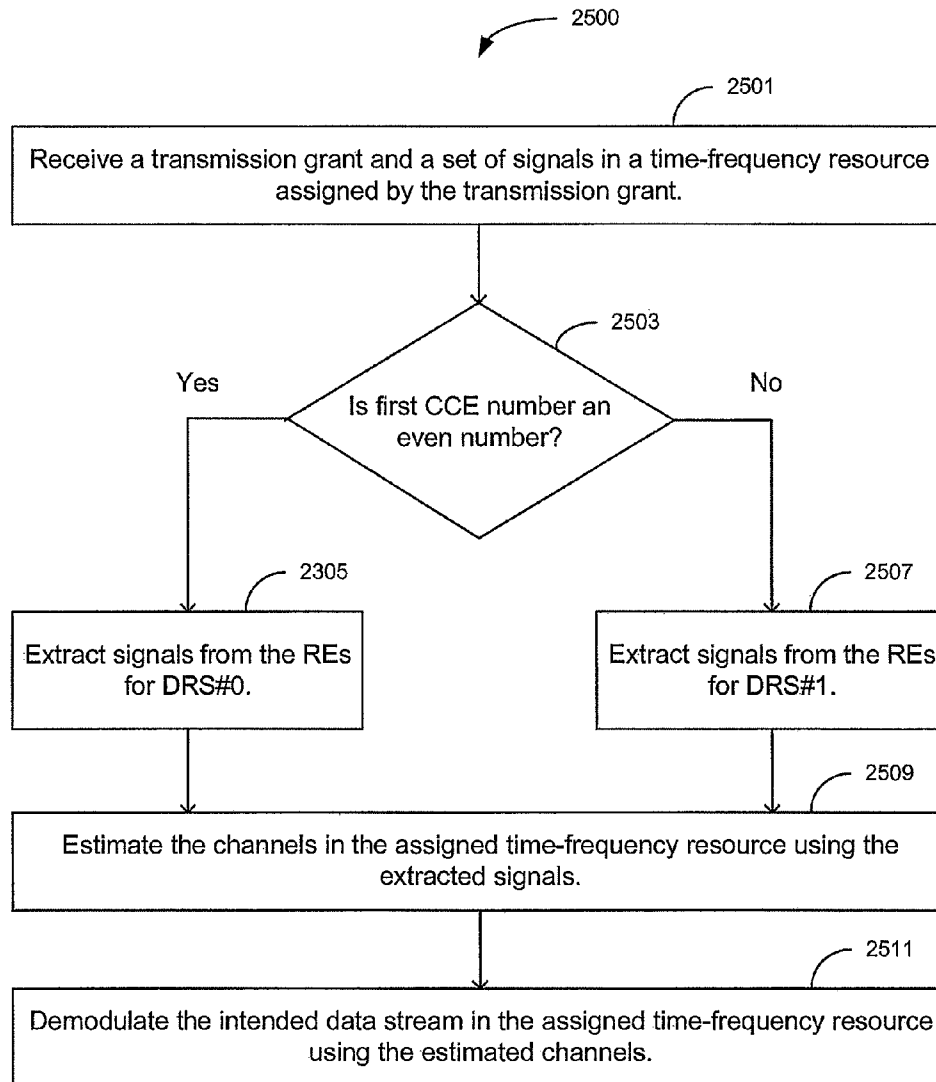 2500
2501
Receive a transmission grant and a set of signals in a time-frequency resource
assigned by the transmission grant.
2503
Yes
No
Is first CCE number an
even number?
2305
2507
Extract signals from the REs
for DRS#0.
Extract signals from the REs
for DRS#1.
2509
Estimate the channels in the assigned time-frequency resource using the
extracted signals.
2511
Demodulate the intended data stream in the assigned time-frequency resource
using the estimated channels.